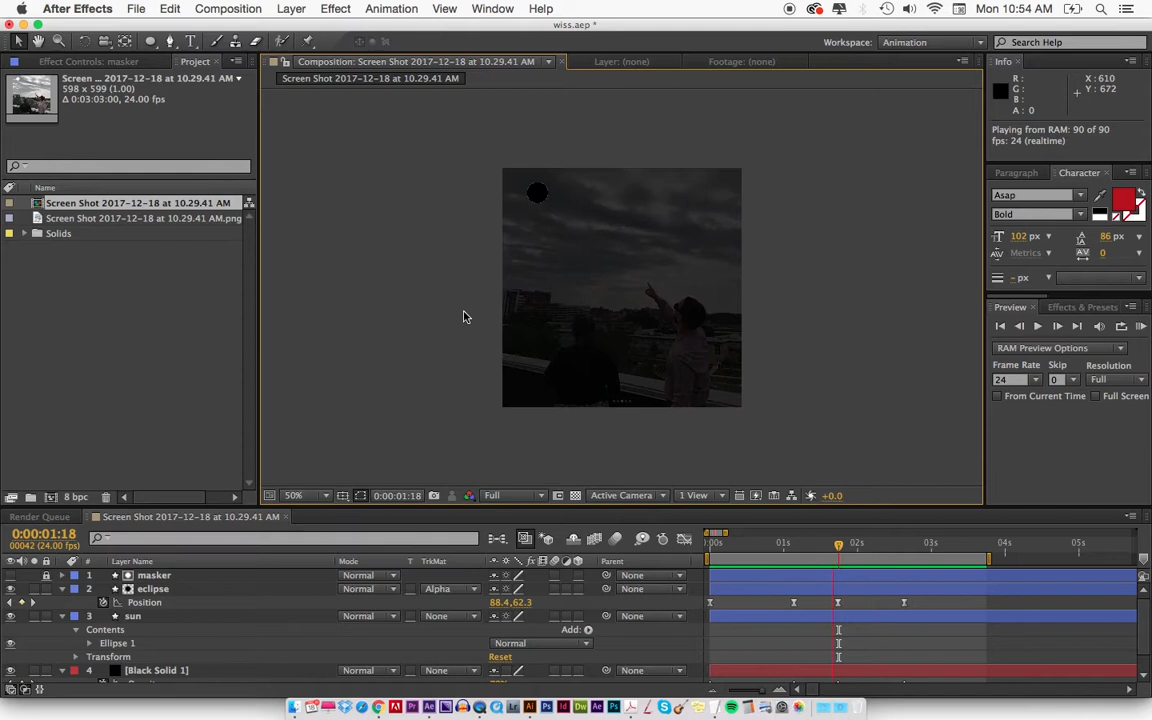 After Effects File Edit Composition Layer Effect Animation View Window Help Mon 10:54 AM
wiss.aep *
Workspace: Animation Search Help
Effect Controls: masker Project Composition: Screen Shot 2017-12-18 at 10.29.41 AM Layer: (none) Footage: (none) Info
Screen Shot 2017-12-18 at 10.29.41 AM
Screen ... 2017-12-18 at 10.29.41 AM
598 x 599 (1.00)
Δ 0:03:03:00, 24.00 fps
R: X: 610
G: Y: 672
B:
A: 0
Playing from RAM: 90 of 90
fps: 24 (realtime)
Paragraph Character
Asap
Bold
102 px 86 px
Metrics 0
- px
Name
Screen Shot 2017-12-18 at 10.29.41 AM
Screen Shot 2017-12-18 at 10.29.41 AM.png
Solids
Preview Effects & Presets
RAM Preview Options
Frame Rate Skip Resolution
24 0 Full
From Current Time Full Screen
8 bpc 50% 0:00:01:18 Full Active Camera 1 View +0.0
Render Queue Screen Shot 2017-12-18 at 10.29.41 AM
0:00:01:18
00042 (24.00 fps)
0:00s 01s 02s 03s 04s 05s
# Layer Name Mode T TrkMat Parent
1 masker Normal None
2 eclipse Normal Alpha None
Position 88.4,62.3
3 sun Normal None None
Contents Add:
Ellipse 1 Normal
Transform Reset
4 [Black Solid 1] Normal None None